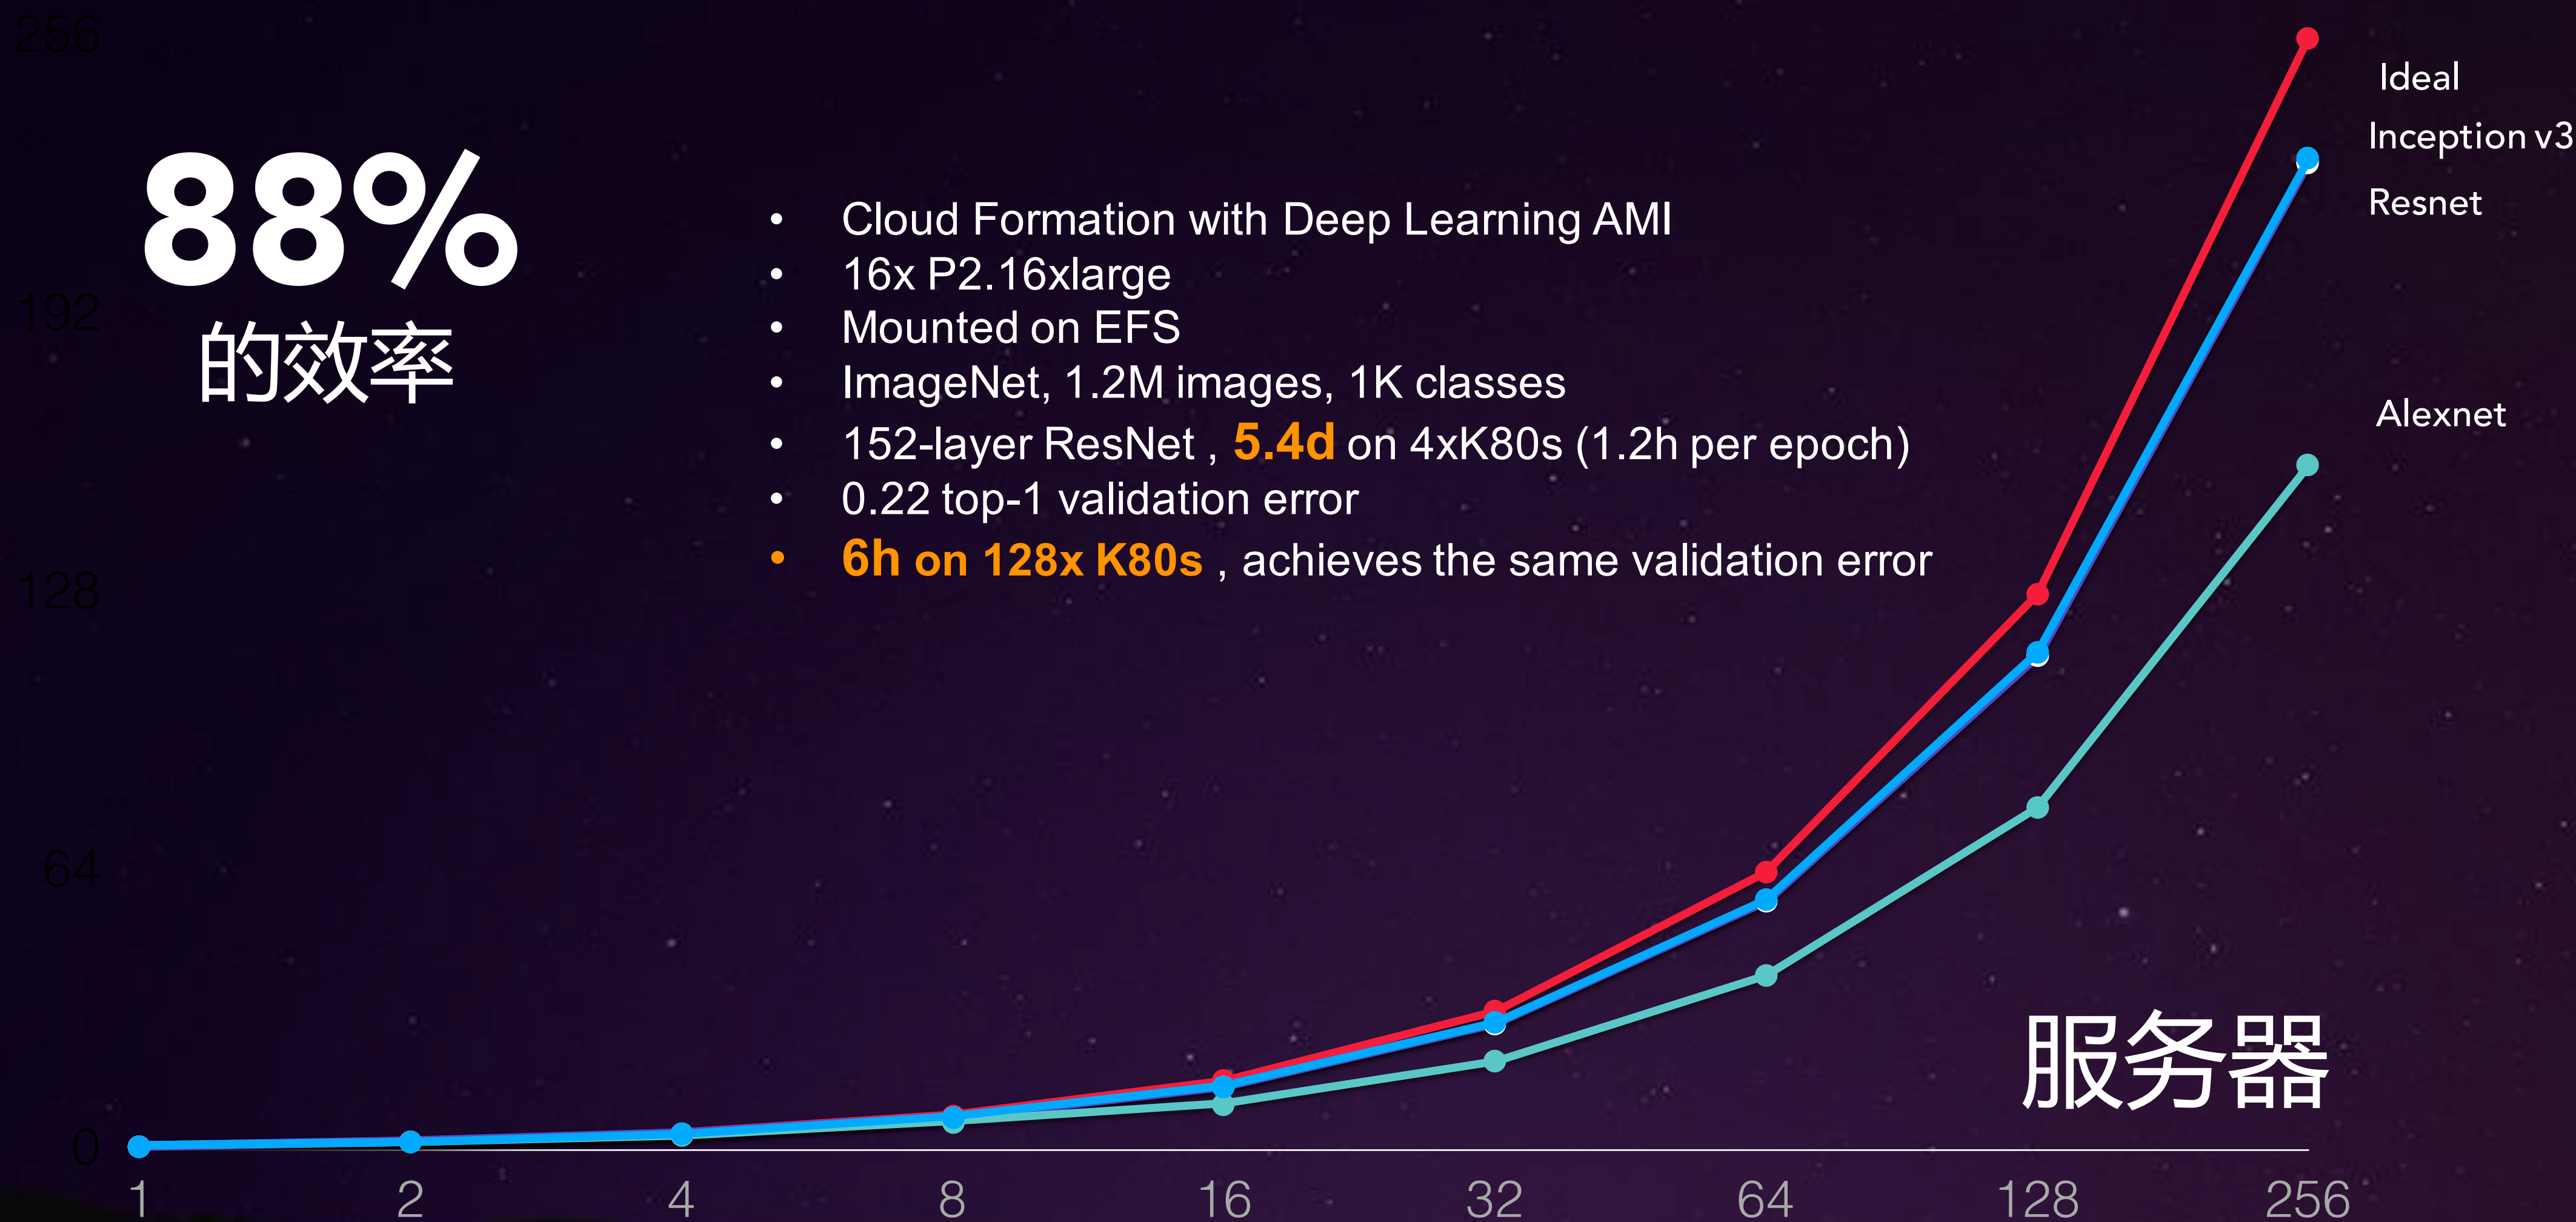 88%
的效率
• Cloud Formation with Deep Learning AMI
• 16x P2.16xlarge
• Mounted on EFS
• ImageNet, 1.2M images, 1K classes
• 152-layer ResNet , 5.4d on 4xK80s (1.2h per epoch)
• 0.22 top-1 validation error
• 6h on 128x K80s , achieves the same validation error
Ideal
Inception v3
Resnet
Alexnet
256
192
128
64
0
服务器
1 2 4 8 16 32 64 128 256